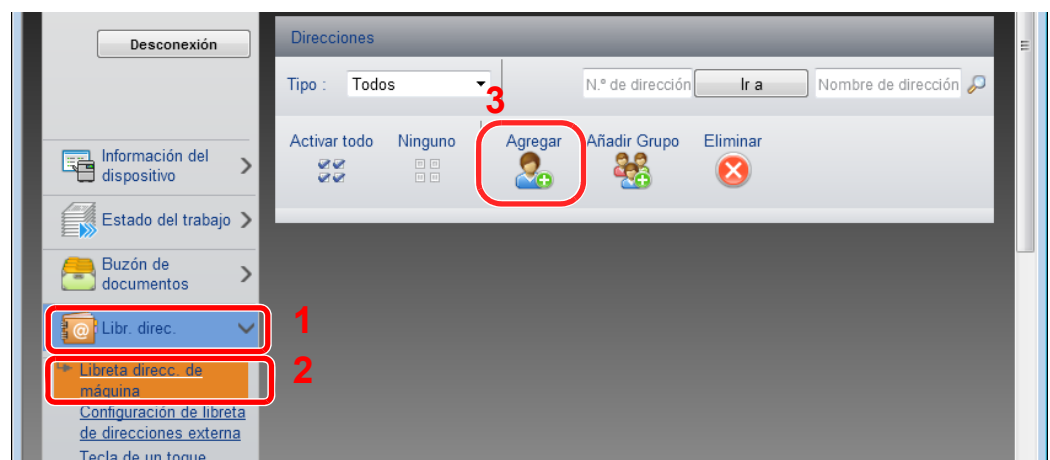 Desconexión
Información del
dispositivo
Estado del trabajo
Buzón de
documentos
Libr. direc.
1
Libreta direcc. de
máquina
2
Configuración de libreta
de direcciones externa
Tecla de un toque
Direcciones
Tipo : Todos N.º de dirección Ir a Nombre de dirección
3
Activar todo Ninguno Agregar Añadir Grupo Eliminar